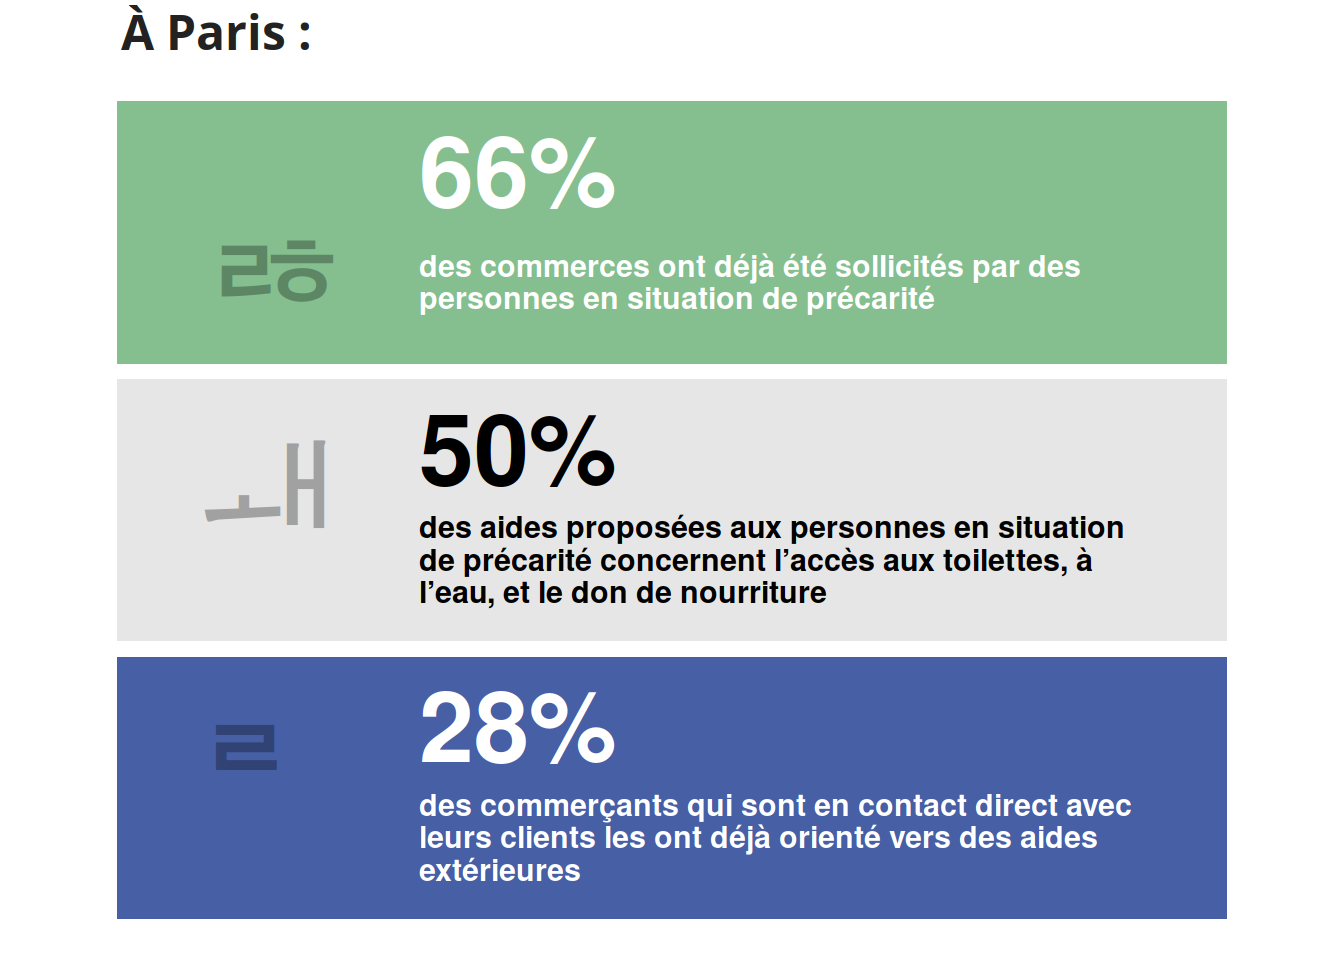 À Paris :
66%
des commerces ont déjà été sollicités par des
personnes en situation de précarité
50%
des aides proposées aux personnes en situation
de précarité concernent l’accès aux toilettes, à
l’eau, et le don de nourriture
28%
des commerçants qui sont en contact direct avec
leurs clients les ont déjà orienté vers des aides
extérieures